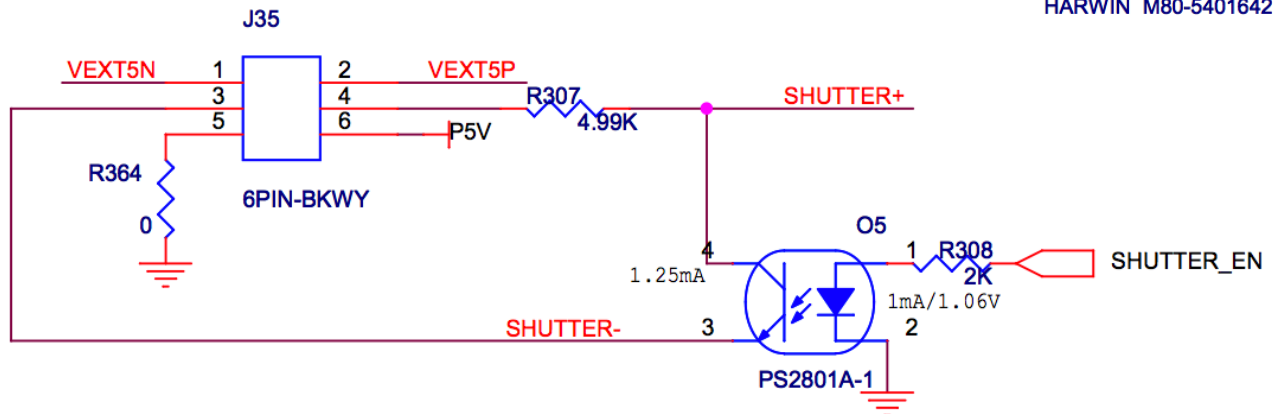 HARWIN M80-5401642
J35
VEXT5N 1 2 VEXT5P
3 4 R307 SHUTTER+
4.99K
5 6 P5V
R364
0
6PIN-BKWY
O5
4 1 R308 SHUTTER_EN
1.25mA 2K
1mA/1.06V
SHUTTER- 3 2
PS2801A-1